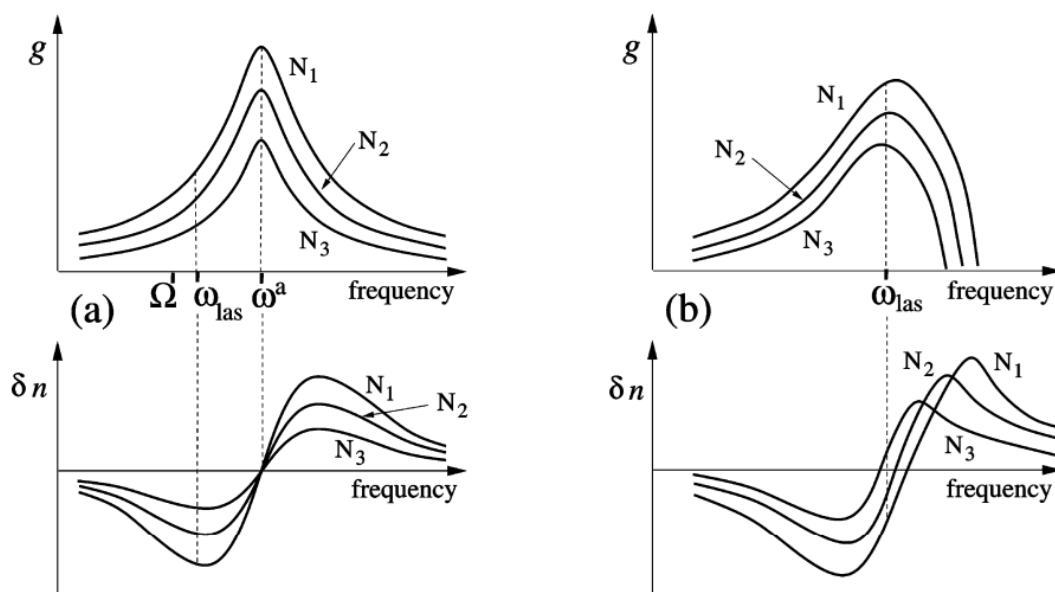 g
N1
N2
N3
Ω ωlas ωa frequency
(a)
δn
N1
N2
N3
frequency
g
N1
N2
N3
ωlas frequency
(b)
δn
N2 N1
N3
frequency